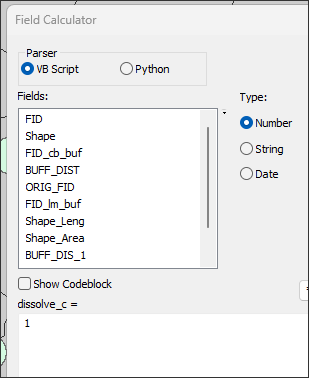 Field Calculator
Parser
VB Script
Python
Fields:
Type:
FID
Shape
FID_cb_buf
BUFF_DIST
ORIG_FID
FID_lm_buf
Shape_Leng
Shape_Area
BUFF_DIS_1
Number
String
Date
Show Codeblock
dissolve_c =
1